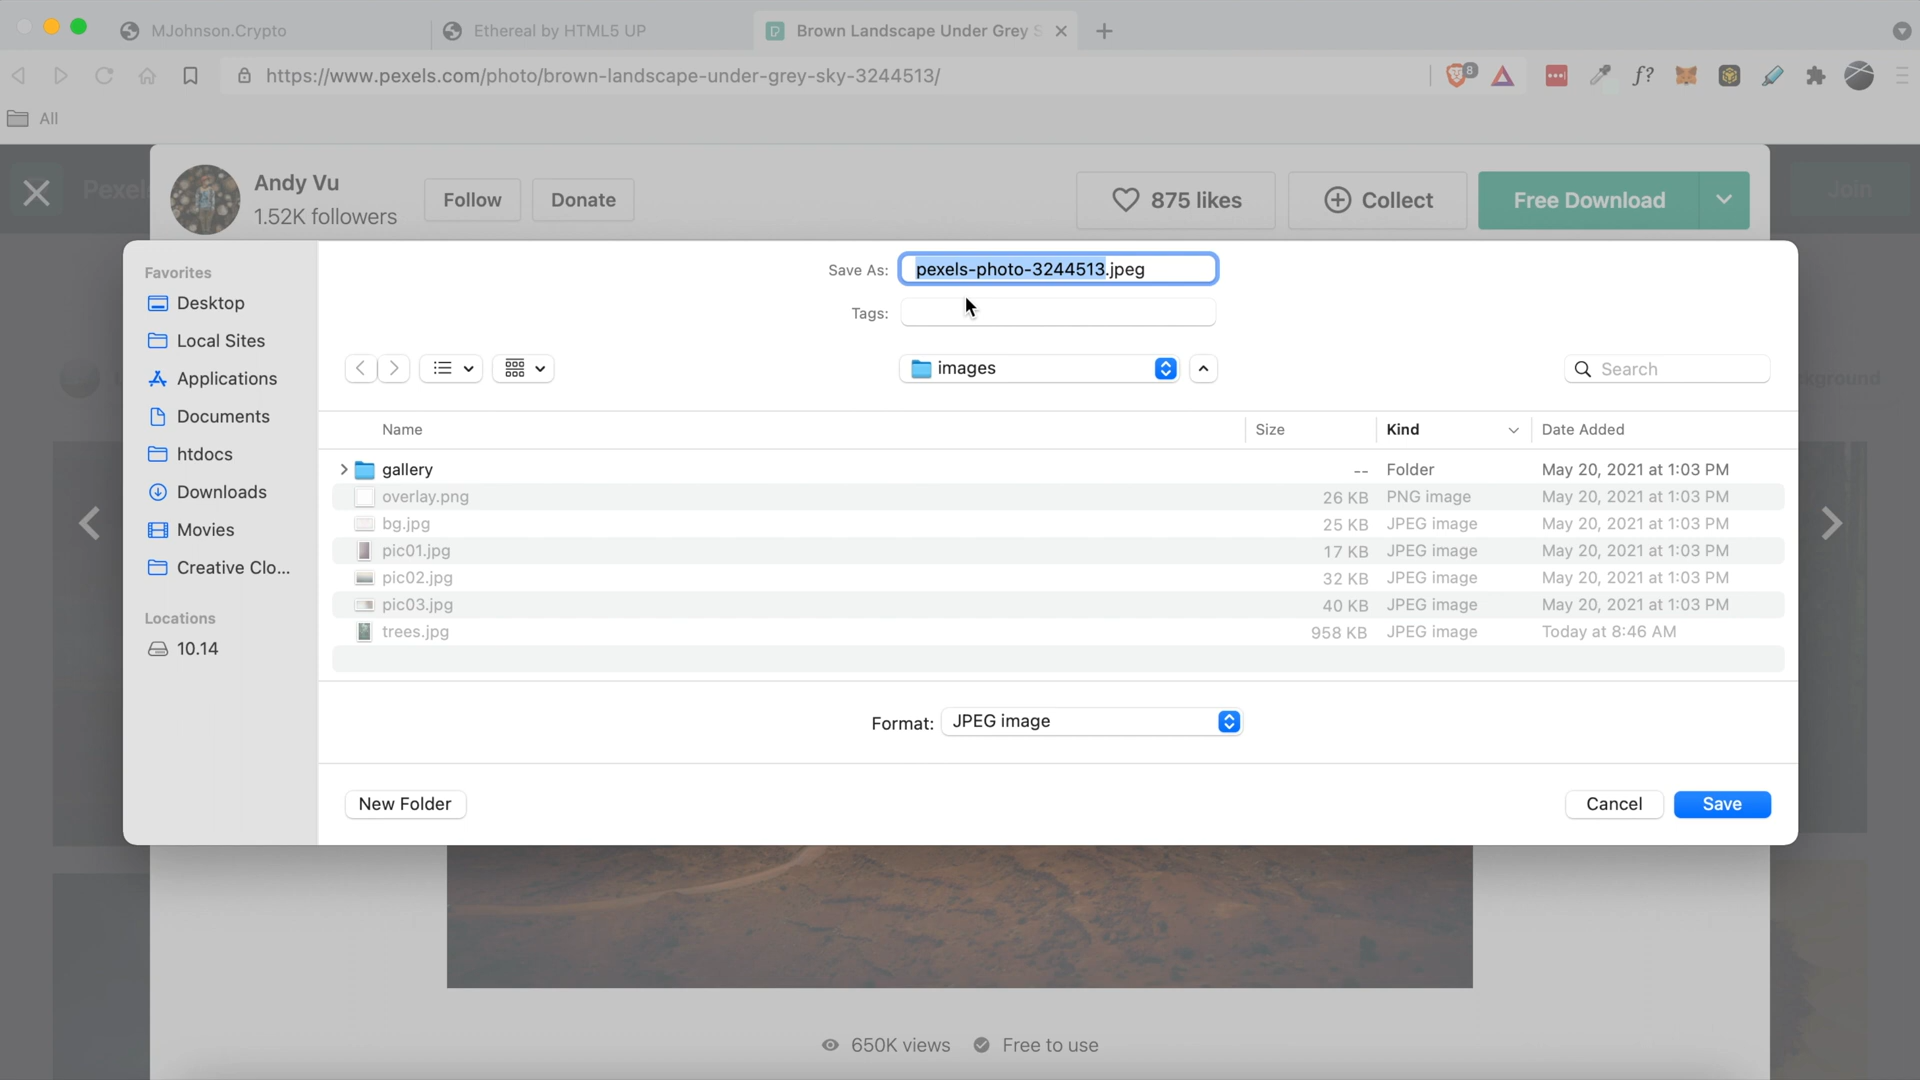 MJohnson.Crypto
Ethereal by HTML5 UP
Brown Landscape Under Grey S
https://www.pexels.com/photo/brown-landscape-under-grey-sky-3244513/
8
f?
All
Pexels
Andy Vu
1.52K followers
Follow
Donate
875 likes
Collect
Free Download
Join
Favorites
Desktop
Local Sites
Applications
Documents
htdocs
Downloads
Movies
Creative Clo...
Locations
10.14
Save As: pexels-photo-3244513.jpeg
Tags:
images
Search
kground
Name Size Kind Date Added
gallery -- Folder May 20, 2021 at 1:03 PM
overlay.png 26 KB PNG image May 20, 2021 at 1:03 PM
bg.jpg 25 KB JPEG image May 20, 2021 at 1:03 PM
pic01.jpg 17 KB JPEG image May 20, 2021 at 1:03 PM
pic02.jpg 32 KB JPEG image May 20, 2021 at 1:03 PM
pic03.jpg 40 KB JPEG image May 20, 2021 at 1:03 PM
trees.jpg 958 KB JPEG image Today at 8:46 AM
Format: JPEG image
New Folder
Cancel
Save
650K views Free to use